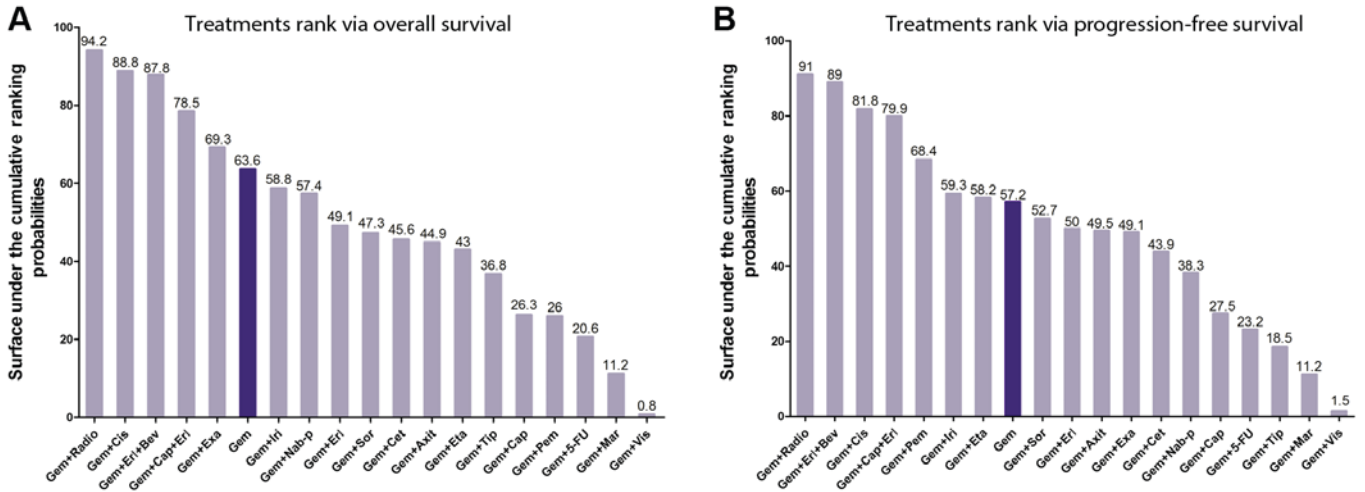 A
Treatments rank via overall survival
Surface under the cumulative ranking
probabilities
100
80
60
40
20
0
94.2
88.8
87.8
78.5
69.3
63.6
58.8
57.4
49.1
47.3
45.6
44.9
43
36.8
26.3
26
20.6
11.2
0.8
Gem+Radio
Gem+Cis
Gem+Erl+Bev
Gem+Cap+Erl
Gem+Exa
Gem
Gem+Iri
Gem+Nab-p
Gem+Erl
Gem+Sor
Gem+Cet
Gem+Axit
Gem+Eta
Gem+Tip
Gem+Cap
Gem+Pem
Gem+5-FU
Gem+Mar
Gem+Vis
B
Treatments rank via progression-free survival
Surface under the cumulative ranking
probabilities
100
80
60
40
20
0
91
89
81.8
79.9
68.4
59.3
58.2
57.2
52.7
50
49.5
49.1
43.9
38.3
27.5
23.2
18.5
11.2
1.5
Gem+Radio
Gem+Erl+Bev
Gem+Cis
Gem+Cap+Erl
Gem+Pem
Gem+Iri
Gem+Eta
Gem
Gem+Sor
Gem+Erl
Gem+Axit
Gem+Exa
Gem+Cet
Gem+Nab-p
Gem+Cap
Gem+5-FU
Gem+Tip
Gem+Mar
Gem+Vis